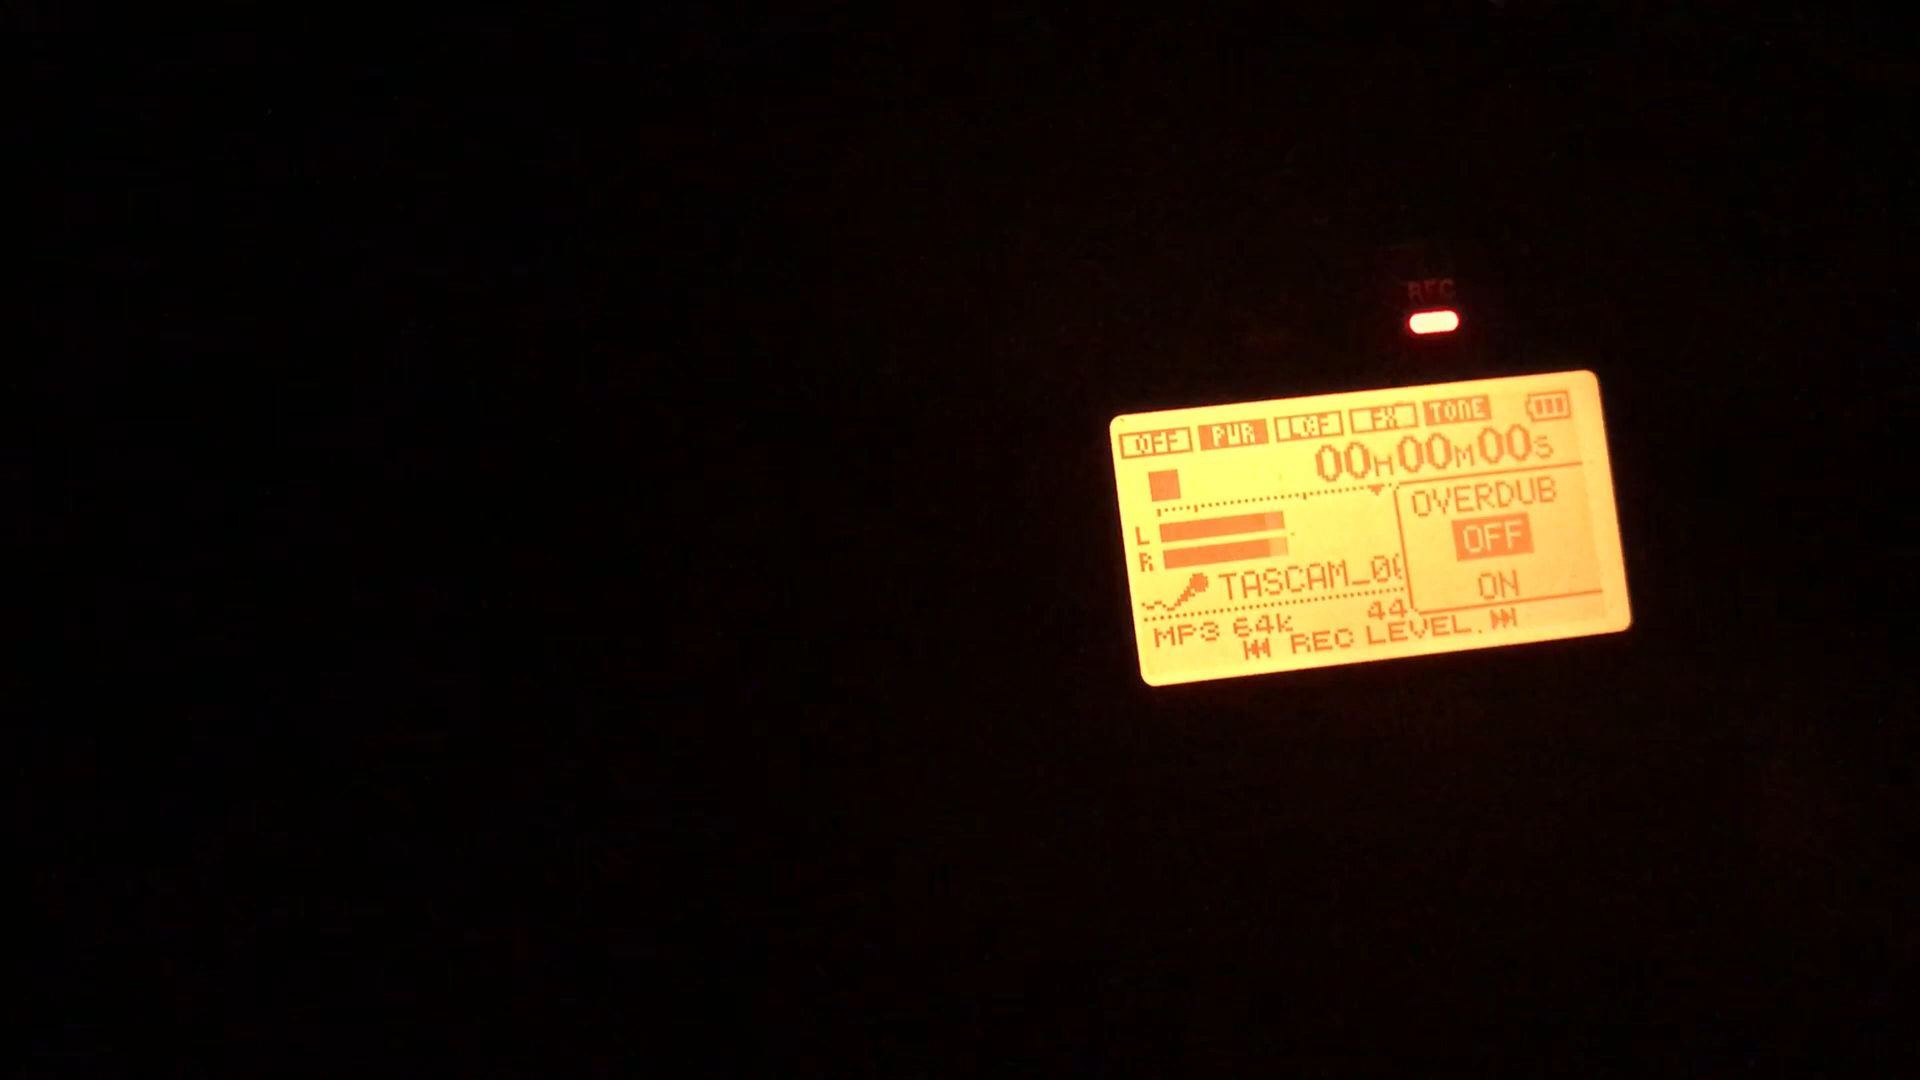 REC
OFF PWR LCF FX TONE
00H00M00S
OVERDUB
OFF
ON
L
R
TASCAM_0
MP3 64k 44
REC LEVEL.